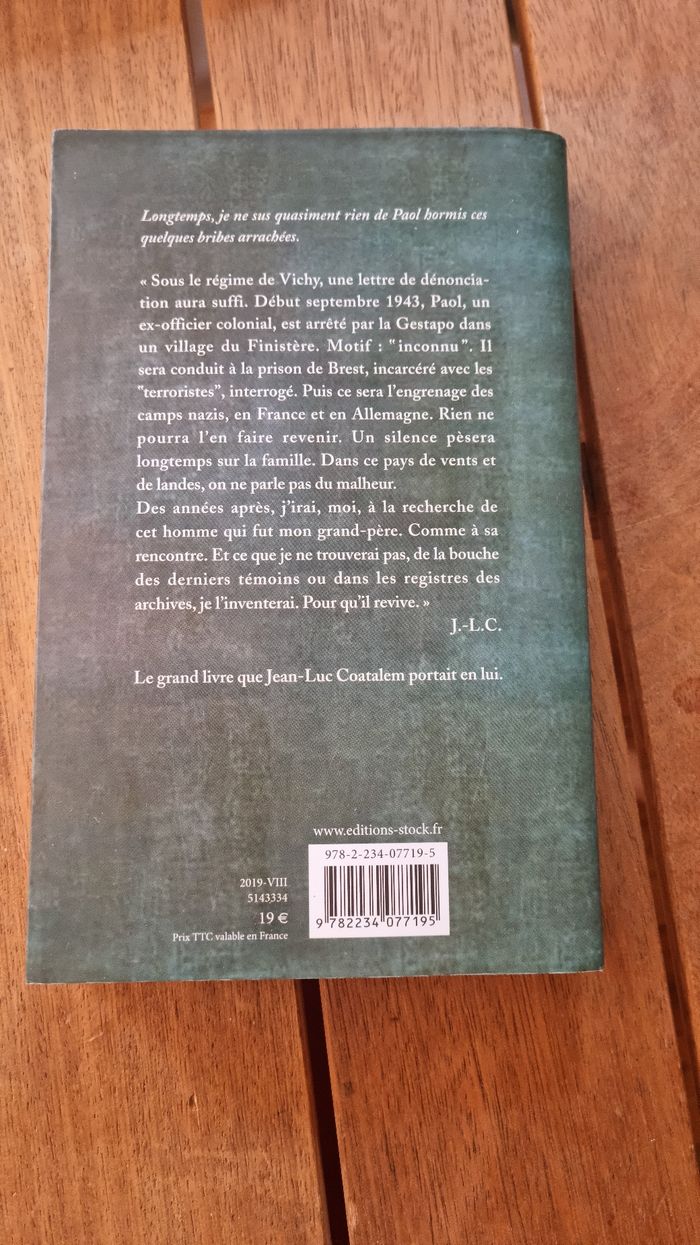 Longtemps, je ne sus quasiment rien de Paol hormis ces
quelques bribes arrachées.
« Sous le régime de Vichy, une lettre de dénoncia-
tion aura suffi. Début septembre 1943, Paol, un
ex-officier colonial, est arrêté par la Gestapo dans
un village du Finistère. Motif : "inconnu". Il
sera conduit à la prison de Brest, incarcéré avec les
"terroristes", interrogé. Puis ce sera l'engrenage des
camps nazis, en France et en Allemagne. Rien ne
pourra l'en faire revenir. Un silence pèsera
longtemps sur la famille. Dans ce pays de vents et
de landes, on ne parle pas du malheur.
Des années après, j'irai, moi, à la recherche de
cet homme qui fut mon grand-père. Comme à sa
rencontre. Et ce que je ne trouverai pas, de la bouche
des derniers témoins ou dans les registres des
archives, je l'inventerai. Pour qu'il revive. »
J.-L.C.
Le grand livre que Jean-Luc Coatalem portait en lui.
www.editions-stock.fr
978-2-234-07719-5
2019-VIII
5143334
19 €
Prix TTC valable en France
9 782234 077195